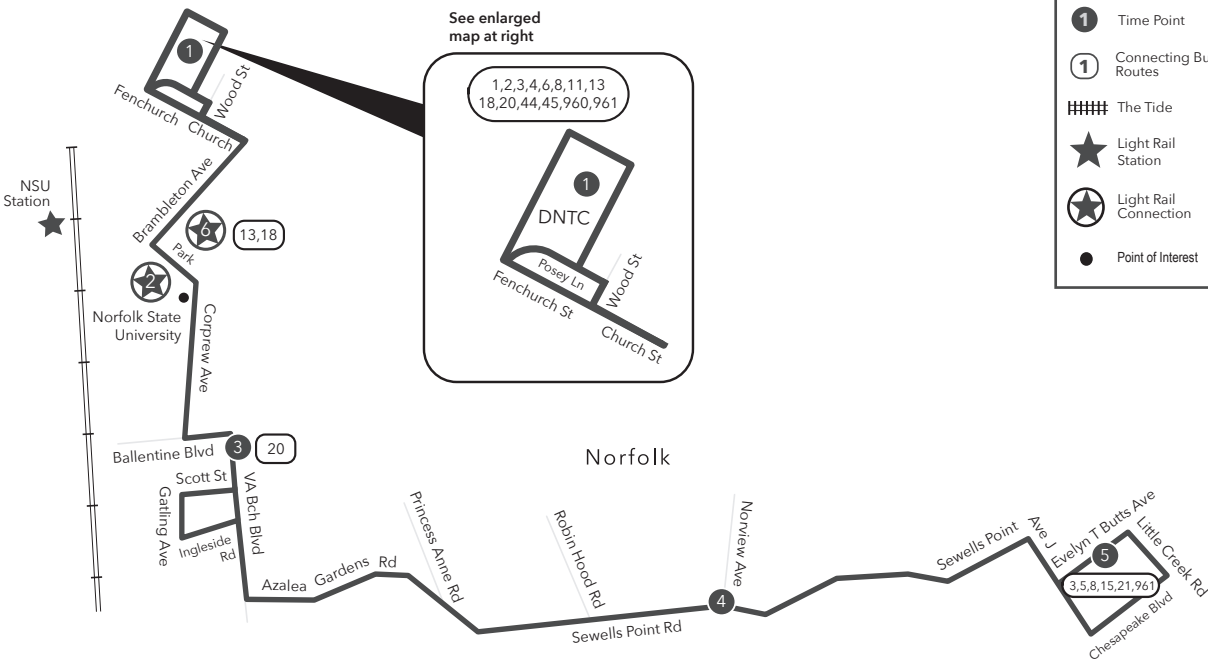 See enlarged
map at right
1
Wood St
Fenchurch
Church
Brambleton Ave
NSU
Station
6
13,18
Park
2
Norfolk State
University
Corprew Ave
1,2,3,4,6,8,11,13
18,20,44,45,960,961
1
DNTC
Posey Ln
Wood St
Fenchurch St
Church St
1
Time Point
1
Connecting Bu
Routes
The Tide
Light Rail
Station
Light Rail
Connection
Point of Interest
Ballentine Blvd
3
20
Scott St
Gatling Ave
Ingleside
Rd
VA Bch Blvd
Norfolk
Azalea
Gardens
Rd
Princess Anne Rd
Robin Hood Rd
Norview Ave
4
Sewells Point Rd
Sewells Point
Ave J
Evelyn T Butts Ave
Little Creek Rd
5
3,5,8,15,21,961
Chesapeake Blvd